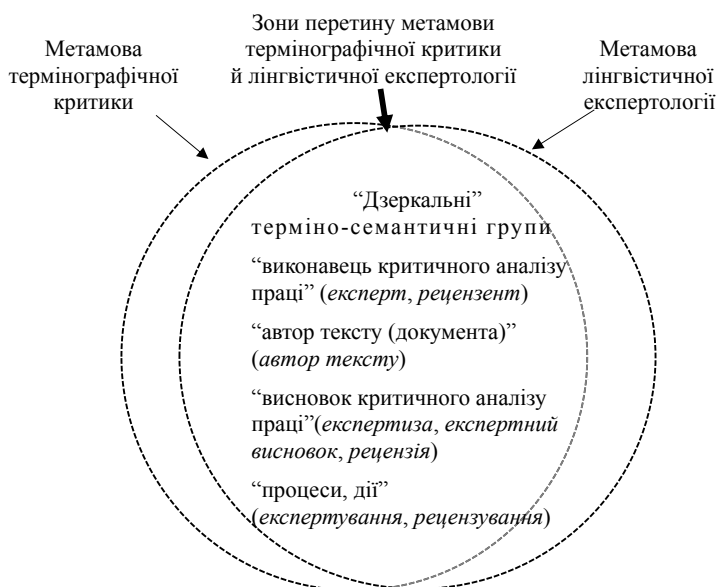 Зони перетину метамови
термінографічної критики
й лінгвістичної експертології
Метамова
термінографічної
критики
Метамова
лінгвістичної
експертології
“Дзеркальні”
терміно-семантичні групи
“виконавець критичного аналізу
праці” (експерт, рецензент)
“автор тексту (документа)”
(автор тексту)
“висновок критичного аналізу
праці”(експертиза, експертний
висновок, рецензія)
“процеси, дії”
(експертування, рецензування)